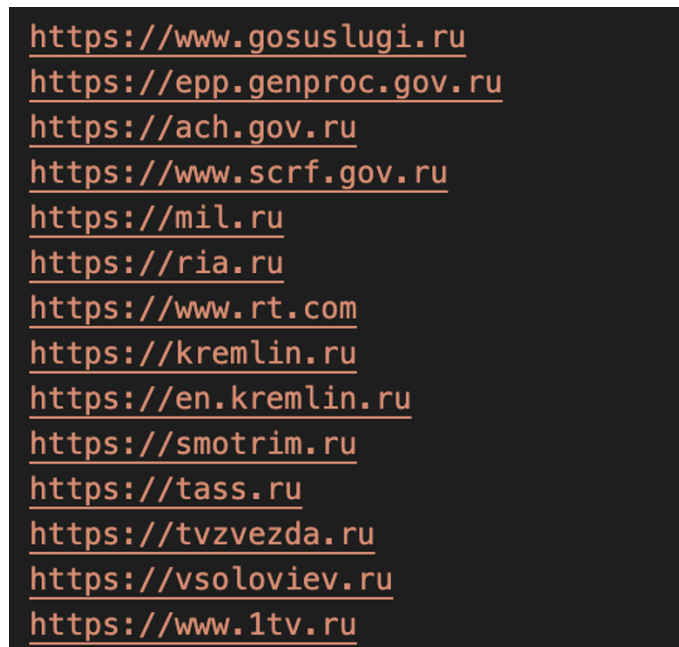 https://www.gosuslugi.ru
https://epp.genproc.gov.ru
https://ach.gov.ru
https://www.scrf.gov.ru
https://mil.ru
https://ria.ru
https://www.rt.com
https://kremlin.ru
https://en.kremlin.ru
https://smotrim.ru
https://tass.ru
https://tvzvezda.ru
https://vsoloviev.ru
https://www.1tv.ru